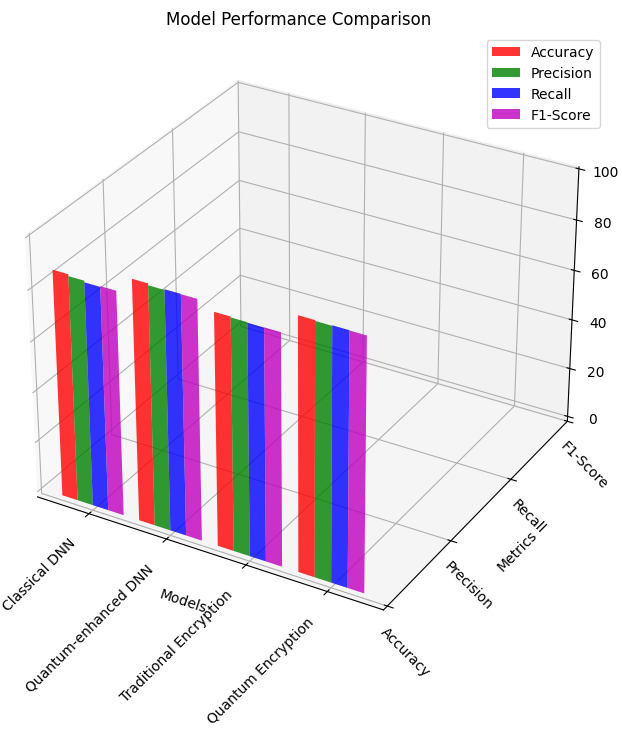 Model Performance Comparison
Accuracy
Precision
Recall
F1-Score
100
80
60
40
20
0
F1-Score
Recall
Precision
Accuracy
Metrics
Classical DNN
Quantum-enhanced DNN
Traditional Encryption
Quantum Encryption
Models